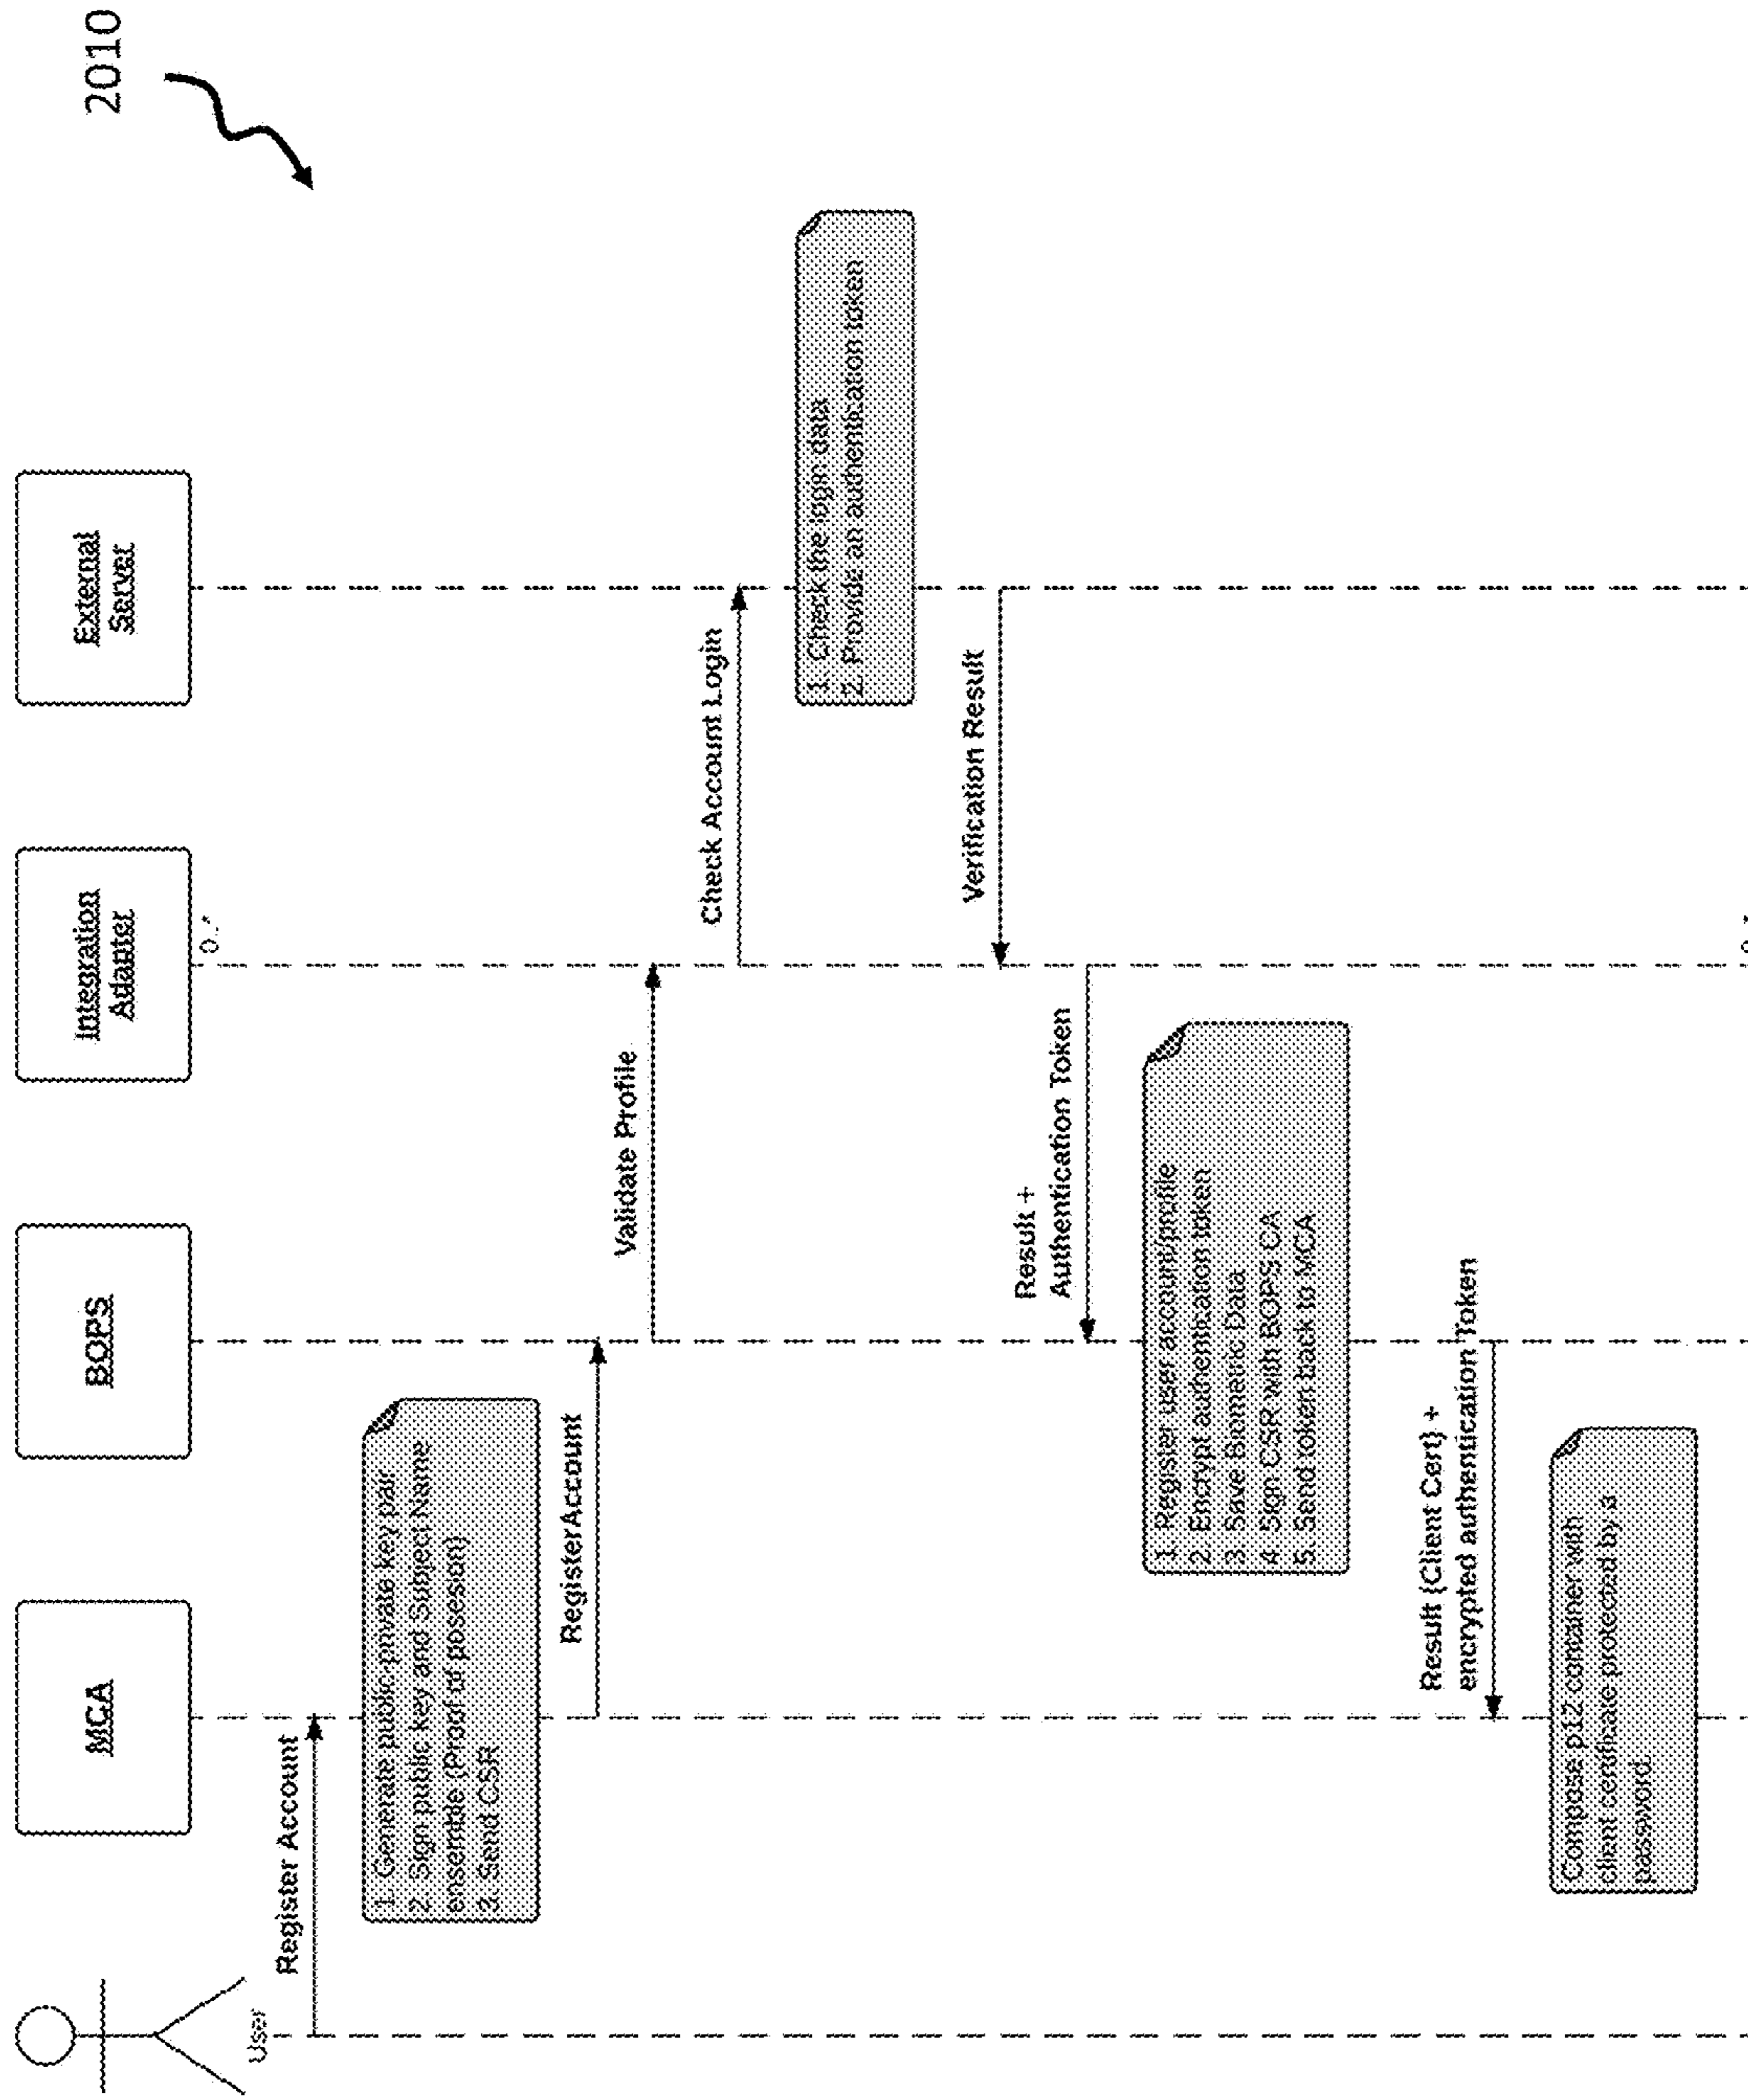 2010
User
MCA
BOPS
Integration
Adapter
0..*
External
Server
Register Account
1. Generate public-private key pair
2. Sign public key and Subject Name
ensemble (Proof of posesion)
3. Send CSR
RegisterAccount
Validate Profile
Check Account Login
1. Check the login data
2. Provide an authentication token
Verification Result
Result +
Authentication Token
1. Register user account/profile
2 Encrypt authentication token
3 Save Biometric Data
4 Sign CSR with BOPS CA
5. Send token back to MCA
Result (Client Cert) +
encrypted authentication Token
Compose p12 container with
client certificate protected by a
password.